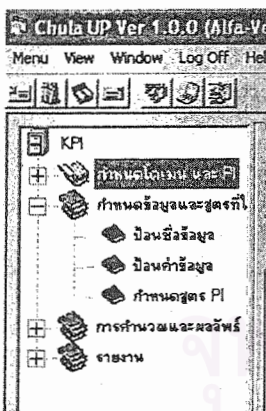 Chula UP Ver 1.0.0 (Alfa-Ve
Menu View Window Log Off Hel
KPI
กำหนดโดเมน และ PI
กำหนดข้อมูลและสูตรที่ใ
ป้อนชื่อข้อมูล
ป้อนค่าข้อมูล
กำหนดสูตร PI
การคำนวณและผลลัพธ์
รายงาน